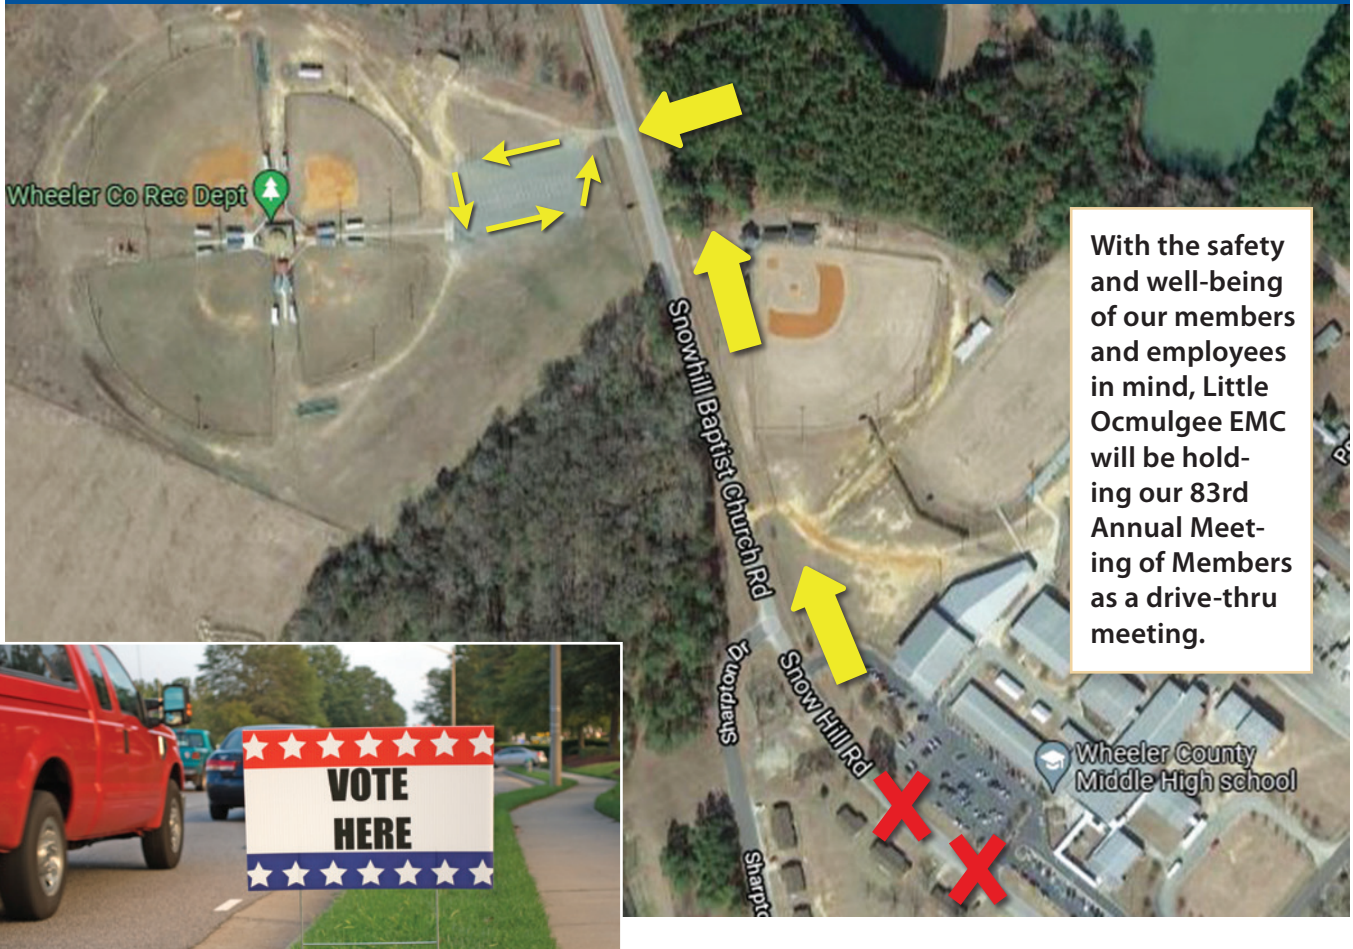 Wheeler Co Rec Dept
Snowhill Baptist Church Rd
With the safety
and well-being
of our members
and employees
in mind, Little
Ocmulgee EMC
will be hold-
ing our 83rd
Annual Meet-
ing of Members
as a drive-thru
meeting.
Sharpton Dr
Snow Hill Rd
Wheeler County
Middle High school
VOTE
HERE